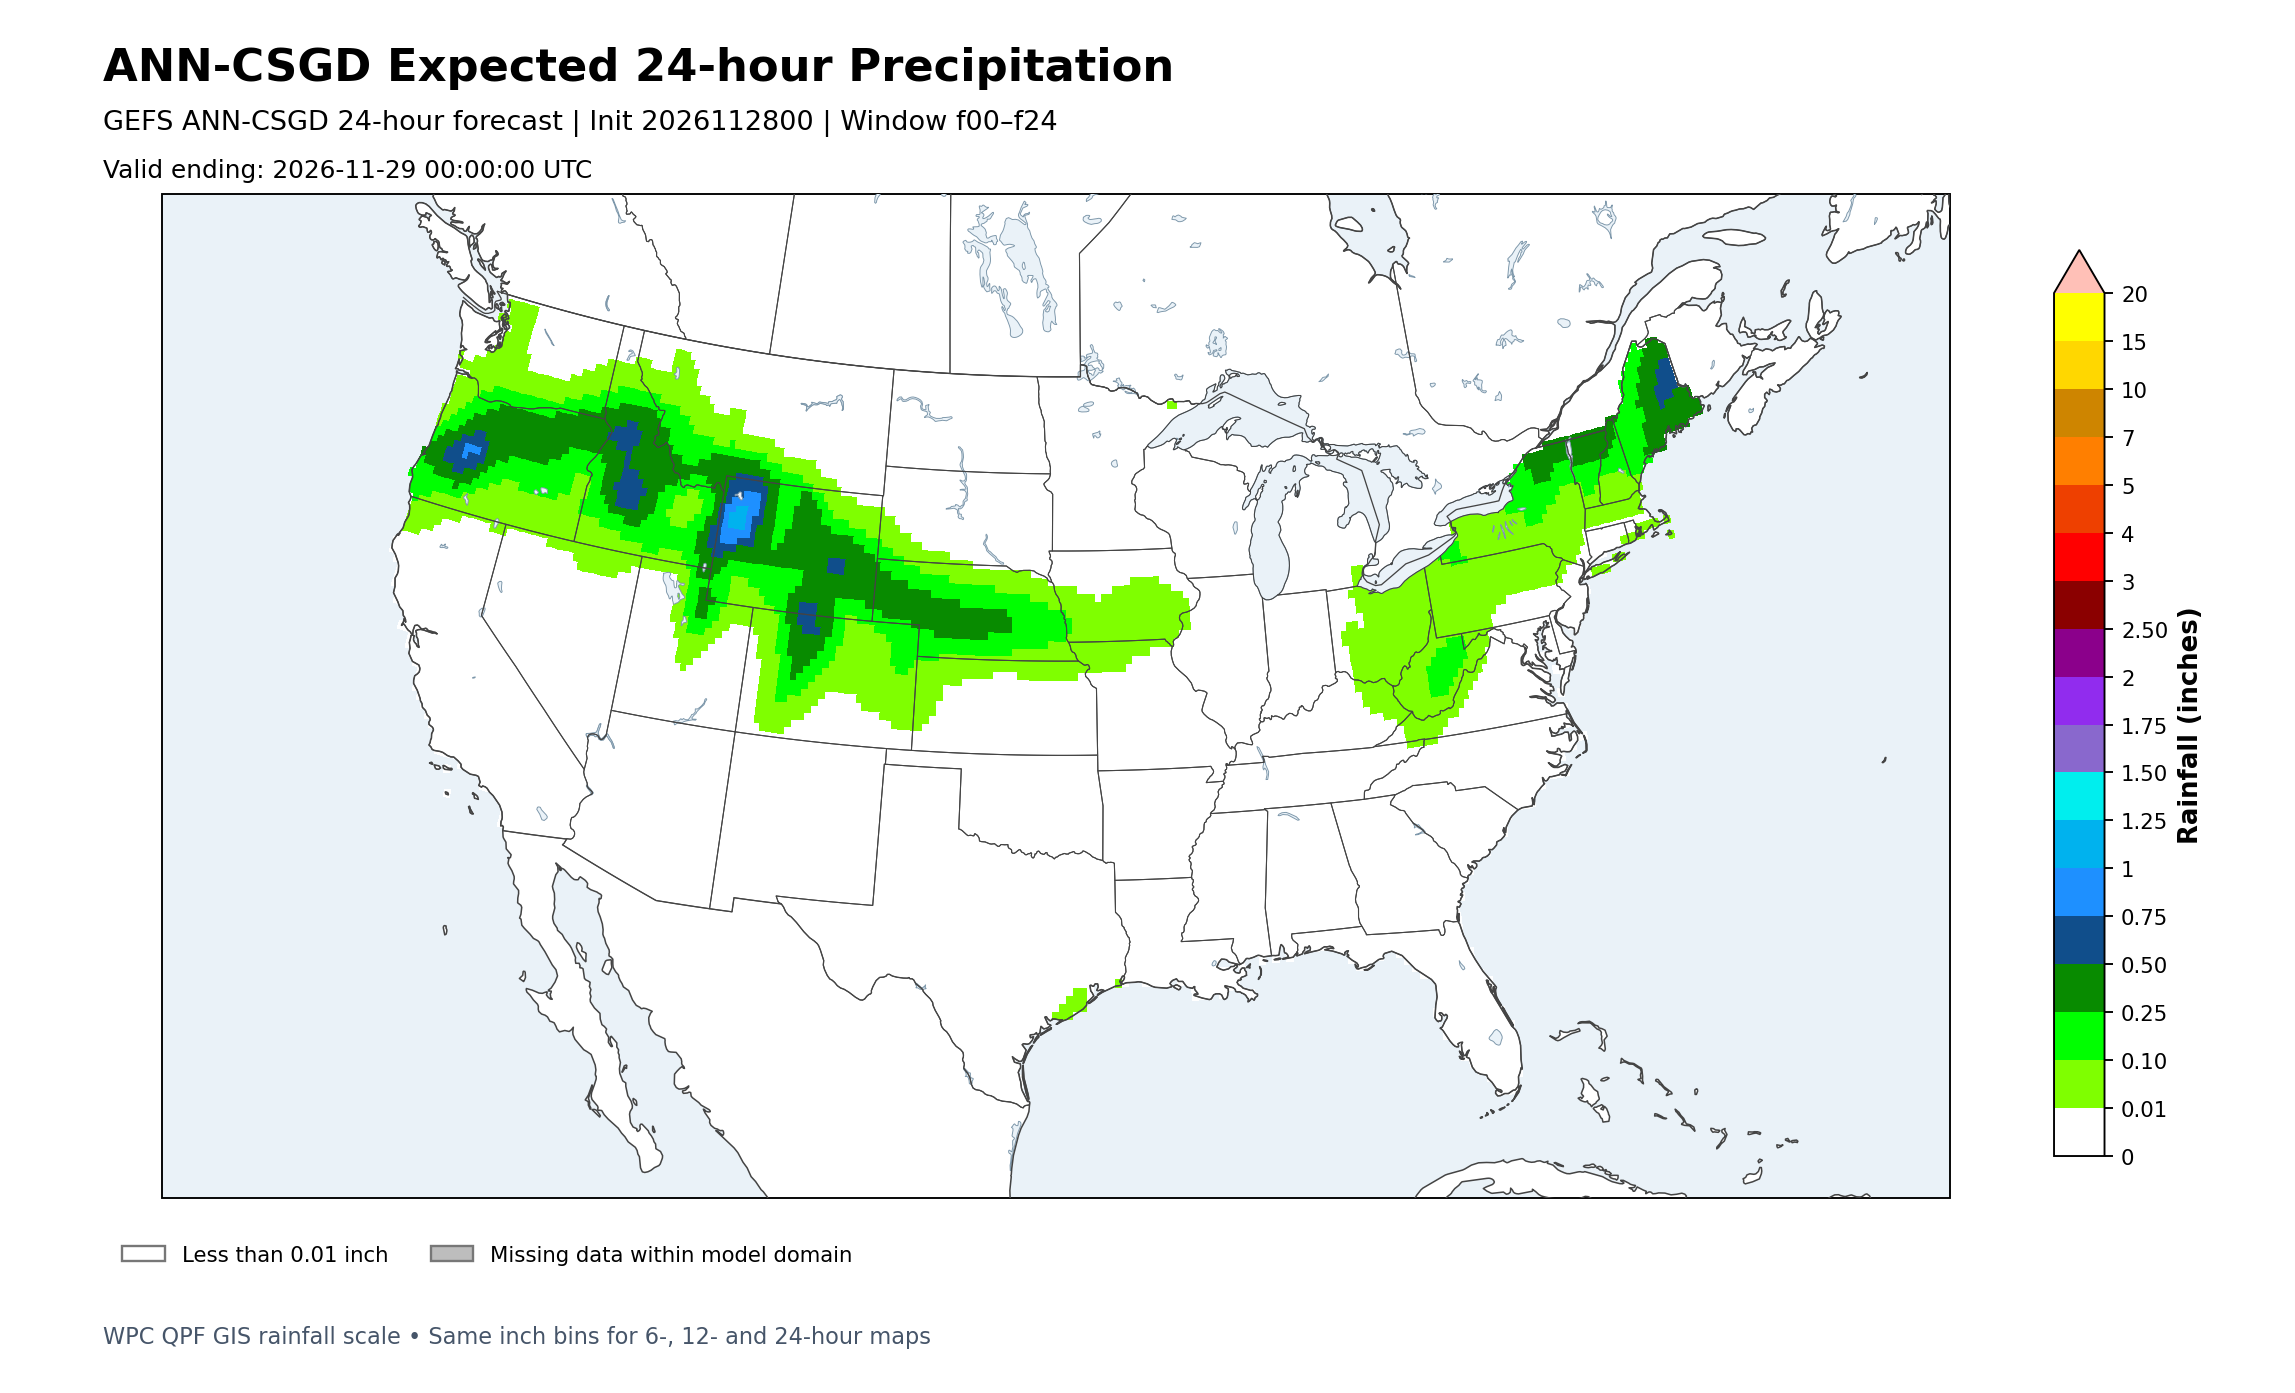 ANN-CSGD Expected 24-hour Precipitation
GEFS ANN-CSGD 24-hour forecast | Init 2026112800 | Window f00–f24
Valid ending: 2026-11-29 00:00:00 UTC
20
15
10
7
5
4
3
2.50
2
1.75
1.50
1.25
1
0.75
0.50
0.25
0.10
0.01
0
Rainfall (inches)
Less than 0.01 inch
Missing data within model domain
WPC QPF GIS rainfall scale • Same inch bins for 6-, 12- and 24-hour maps